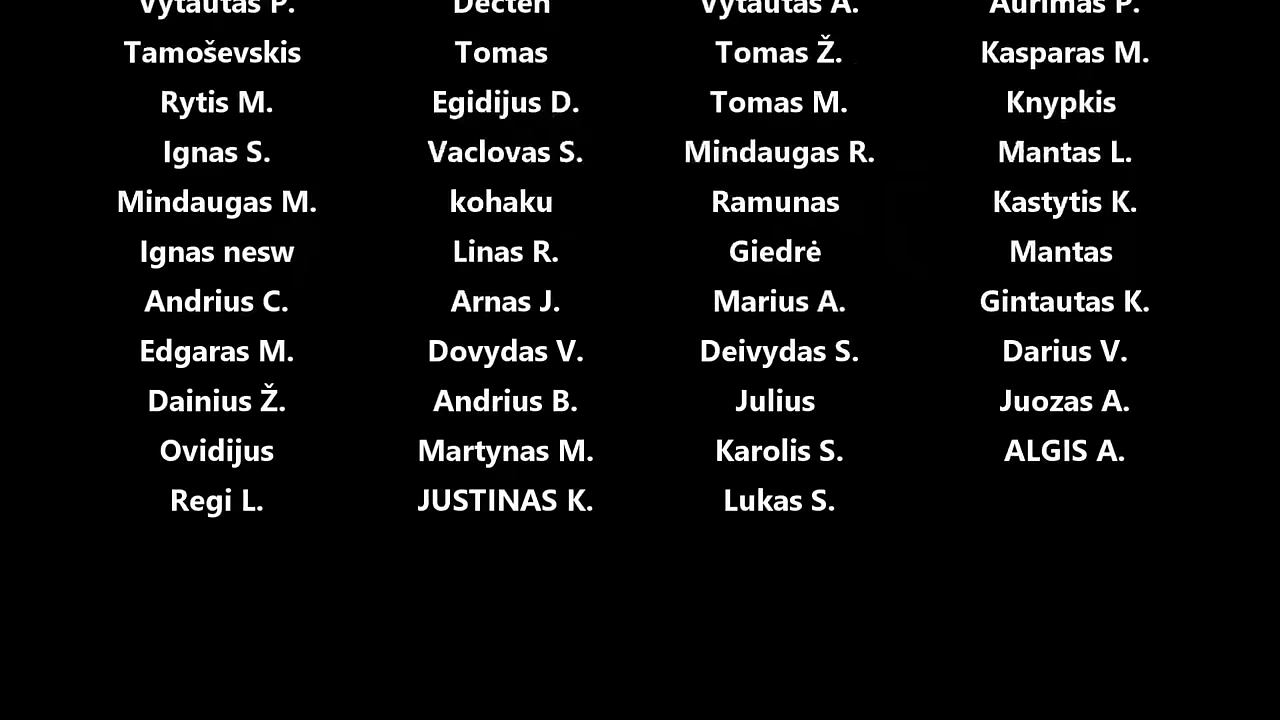 Vytautas P. Decten Vytautas A. Aurimas P.
Tamoševskis Tomas Tomas Ž. Kasparas M.
Rytis M. Egidijus D. Tomas M. Knypkis
Ignas S. Vaclovas S. Mindaugas R. Mantas L.
Mindaugas M. kohaku Ramunas Kastytis K.
Ignas nesw Linas R. Giedrė Mantas
Andrius C. Arnas J. Marius A. Gintautas K.
Edgaras M. Dovydas V. Deivydas S. Darius V.
Dainius Ž. Andrius B. Julius Juozas A.
Ovidijus Martynas M. Karolis S. ALGIS A.
Regi L. JUSTINAS K. Lukas S.